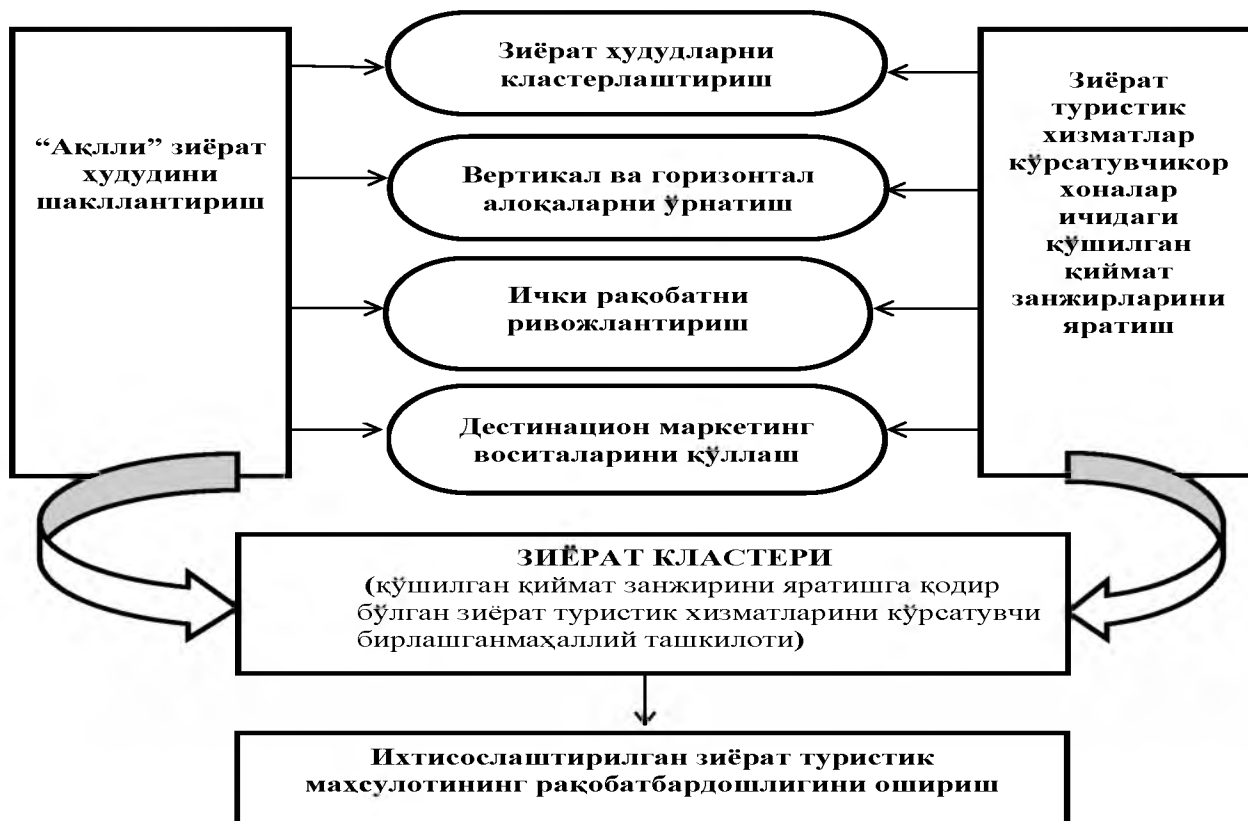 Зиёрат ҳудудларни
кластерлаштириш
“Ақлли” зиёрат
ҳудудини
шакллантириш
Вертикал ва горизонтал
алоқаларни ўрнатиш
Ички рақобатни
ривожлантириш
Дестинацион маркетинг
воситаларини қўллаш
Зиёрат
туристик
хизматлар
кўрсатувчикор
хоналар
ичидаги
қўшилган
қиймат
занжирларини
яратиш
ЗИЁРАТ КЛАСТЕРИ
(қўшилган қиймат занжирини яратишга қодир
бўлган зиёрат туристик хизматларини кўрсатувчи
бирлашганмаҳаллий ташкилоти)
Ихтисослаштирилган зиёрат туристик
маҳсулотининг рақобатбардошлигини ошириш